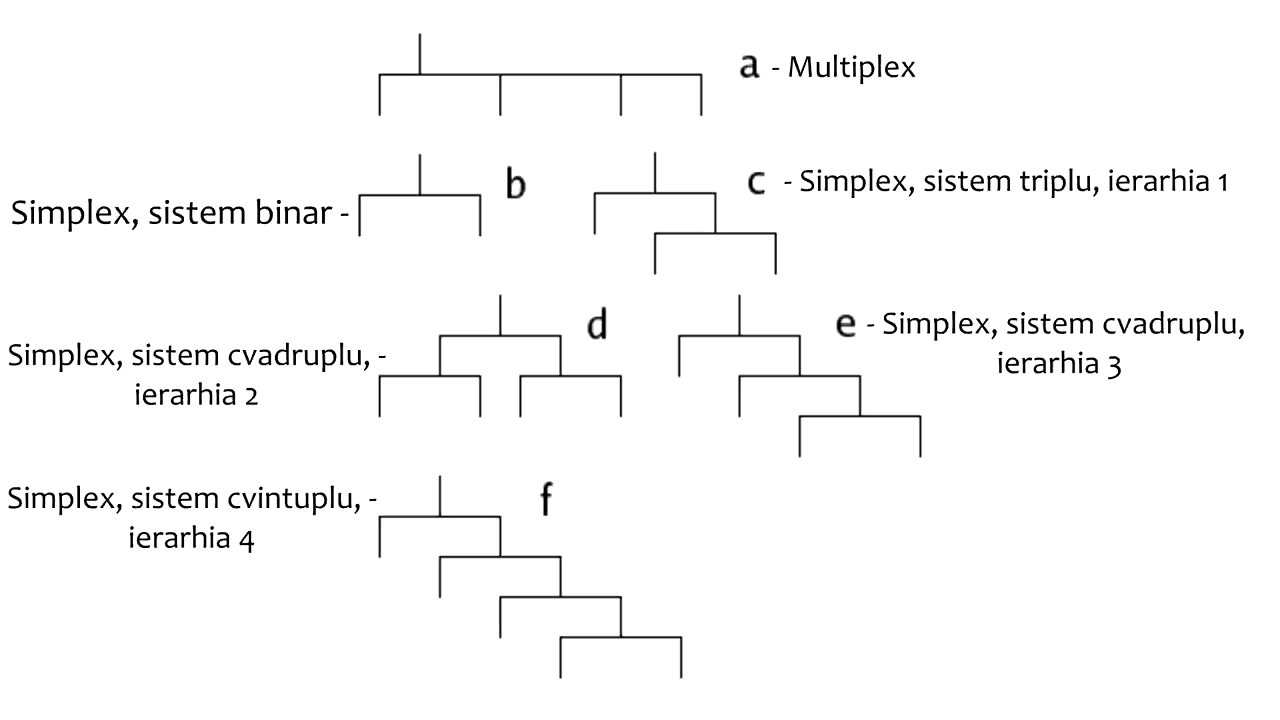 a - Multiplex
Simplex, sistem binar -
b
c - Simplex, sistem triplu, ierarhia 1
Simplex, sistem cvadruplu, -
ierarhia 2
d
e - Simplex, sistem cvadruplu,
ierarhia 3
Simplex, sistem cvintuplu, -
ierarhia 4
f